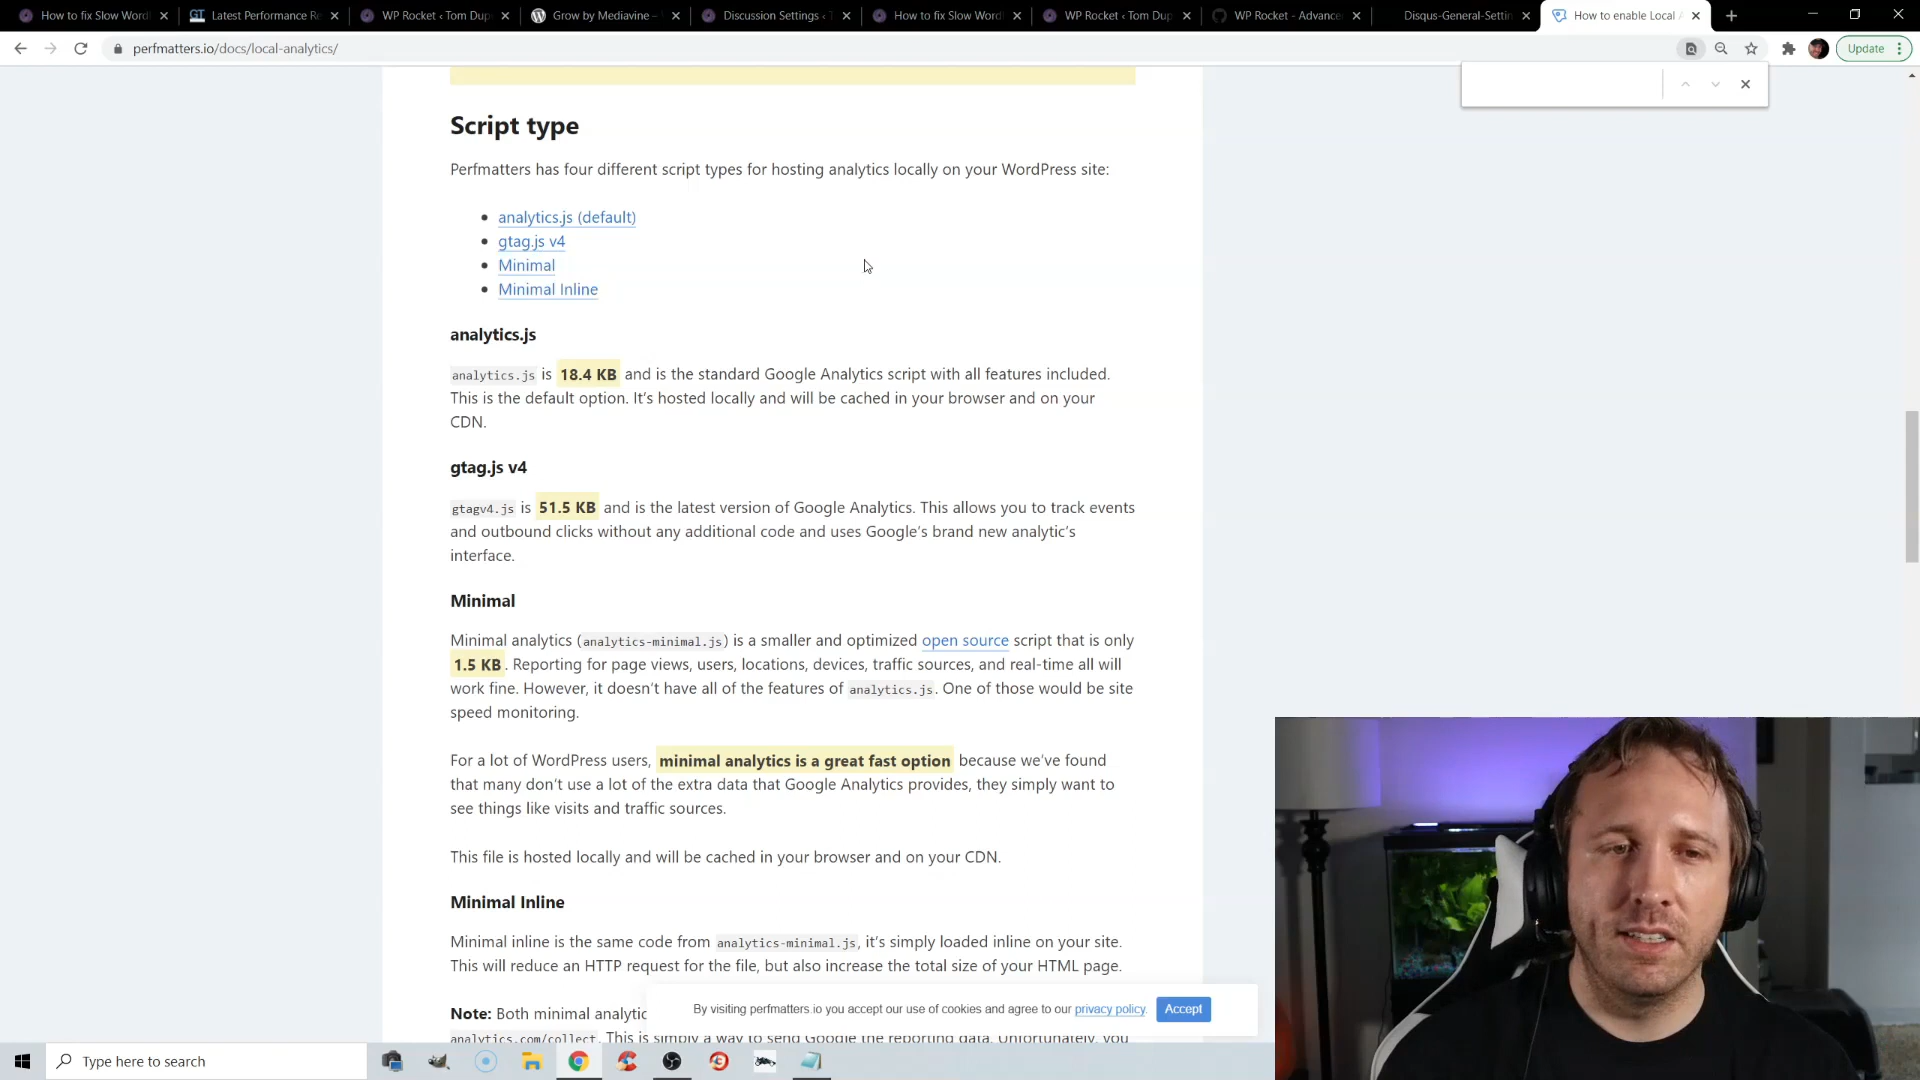 How to fix Slow Word
Latest Performance Re
WP Rocket ‹ Tom Dup
Grow by Mediavine –
Discussion Settings ‹ T
How to fix Slow Word
WP Rocket ‹ Tom Dup
WP Rocket - Advance
Disqus-General-Settin
How to enable Local A
perfmatters.io/docs/local-analytics/
Update
Script type
Perfmatters has four different script types for hosting analytics locally on your WordPress site:
analytics.js (default)
gtag.js v4
Minimal
Minimal Inline
analytics.js
analytics.js is 18.4 KB and is the standard Google Analytics script with all features included.
This is the default option. It's hosted locally and will be cached in your browser and on your
CDN.
gtag.js v4
gtagv4.js is 51.5 KB and is the latest version of Google Analytics. This allows you to track events
and outbound clicks without any additional code and uses Google's brand new analytic's
interface.
Minimal
Minimal analytics (analytics-minimal.js) is a smaller and optimized open source script that is only
1.5 KB. Reporting for page views, users, locations, devices, traffic sources, and real-time all will
work fine. However, it doesn't have all of the features of analytics.js. One of those would be site
speed monitoring.
For a lot of WordPress users, minimal analytics is a great fast option because we've found
that many don't use a lot of the extra data that Google Analytics provides, they simply want to
see things like visits and traffic sources.
This file is hosted locally and will be cached in your browser and on your CDN.
Minimal Inline
Minimal inline is the same code from analytics-minimal.js, it's simply loaded inline on your site.
This will reduce an HTTP request for the file, but also increase the total size of your HTML page.
Note: Both minimal analytic
By visiting perfmatters.io you accept our use of cookies and agree to our privacy policy.
Accept
analytics.com/collect. This is simply a way to send Google the reporting data. Unfortunately, you
Type here to search